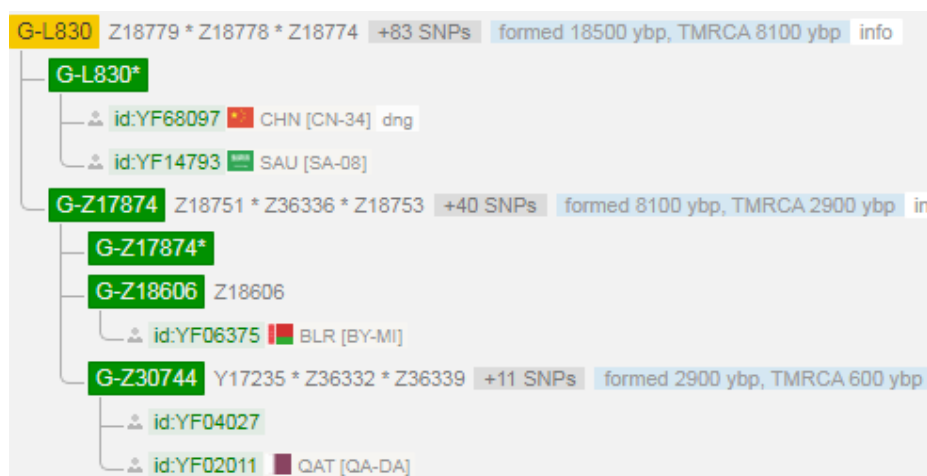 G-L830 Z18779 * Z18778 * Z18774 +83 SNPs formed 18500 ybp, TMRCA 8100 ybp info
G-L830*
id:YF68097 CHN [CN-34] dng
id:YF14793 SAU [SA-08]
G-Z17874 Z18751 * Z36336 * Z18753 +40 SNPs formed 8100 ybp, TMRCA 2900 ybp in
G-Z17874*
G-Z18606 Z18606
id:YF06375 BLR [BY-MI]
G-Z30744 Y17235 * Z36332 * Z36339 +11 SNPs formed 2900 ybp, TMRCA 600 ybp
id:YF04027
id:YF02011 QAT [QA-DA]